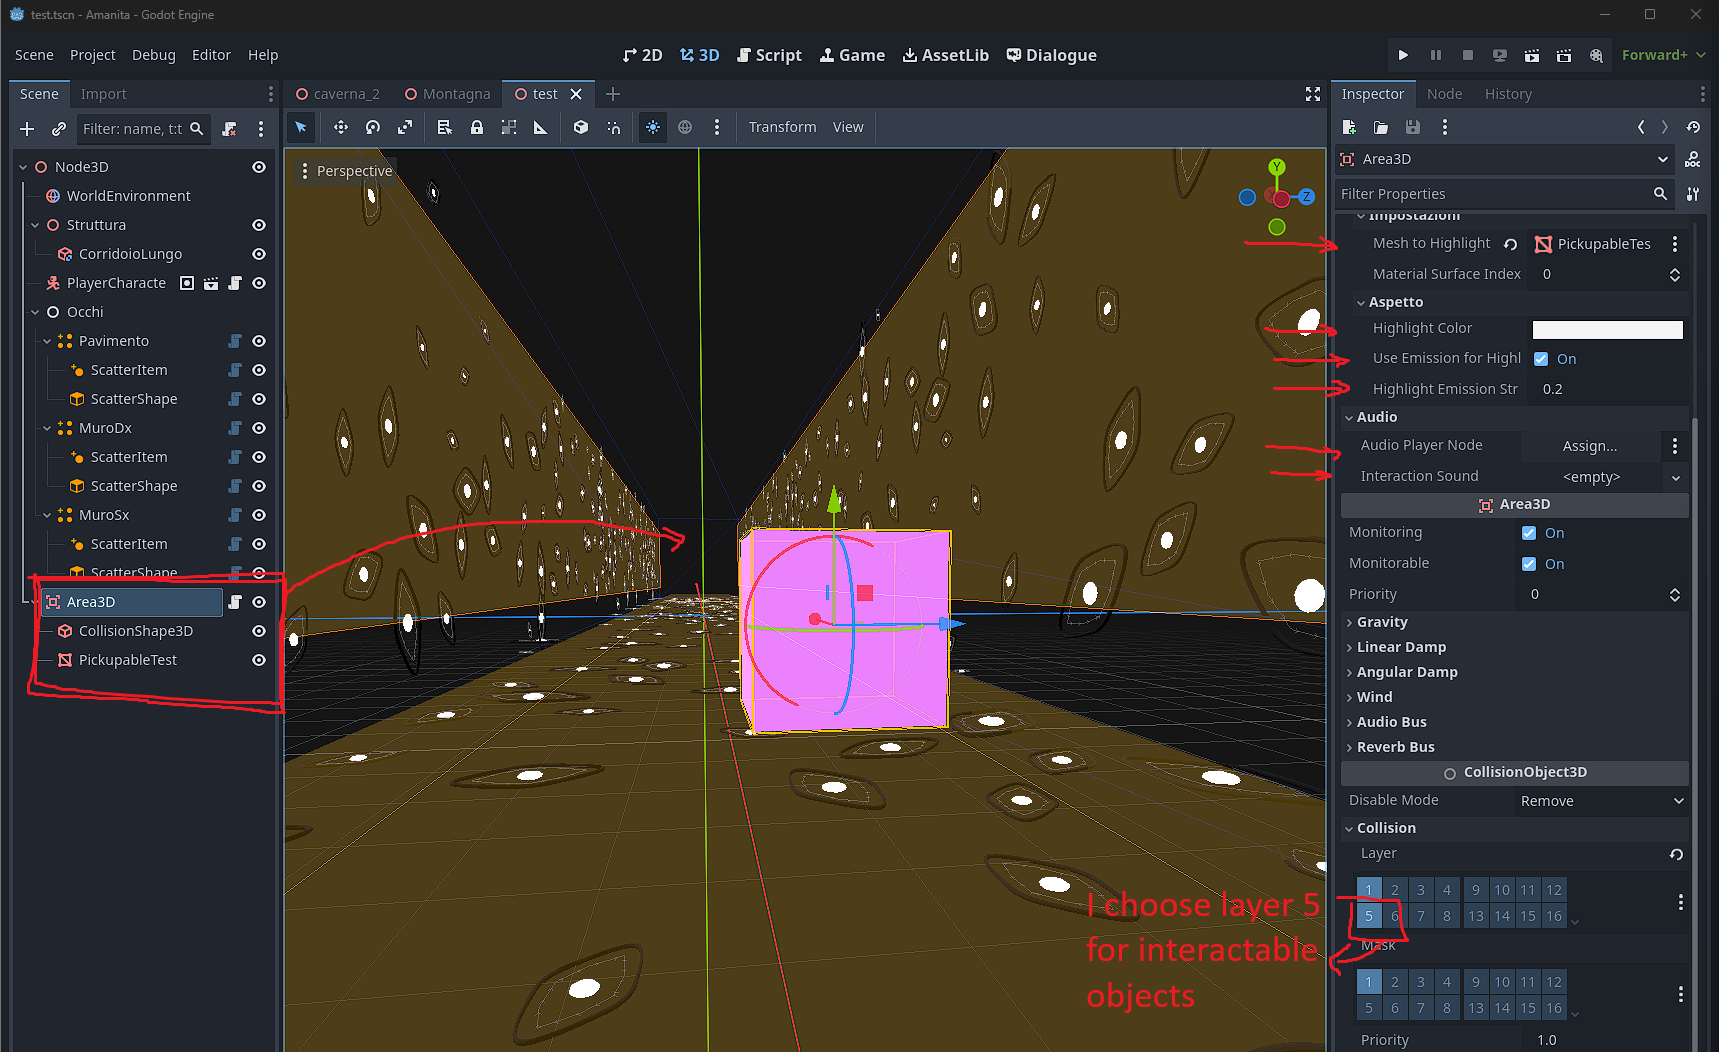 test.tscn - Amanita - Godot Engine
Scene Project Debug Editor Help
2D 3D Script Game AssetLib Dialogue
Forward+
Scene Import
Filter: name, t:t
Node3D
WorldEnvironment
Struttura
CorridoioLungo
PlayerCharacte
Occhi
Pavimento
ScatterItem
ScatterShape
MuroDx
ScatterItem
ScatterShape
MuroSx
ScatterItem
ScatterShape
Area3D
CollisionShape3D
PickupableTest
caverna_2 Montagna test
Transform View
Perspective
Y
Z
I choose layer 5
for interactable
objects
Inspector Node History
Area3D
Filter Properties
Impostazioni
Mesh to Highlight PickupableTes
Material Surface Index 0
Aspetto
Highlight Color
Use Emission for Highl On
Highlight Emission Str 0.2
Audio
Audio Player Node Assign...
Interaction Sound <empty>
Area3D
Monitoring On
Monitorable On
Priority 0
Gravity
Linear Damp
Angular Damp
Wind
Audio Bus
Reverb Bus
CollisionObject3D
Disable Mode Remove
Collision
Layer
1 2 3 4 9 10 11 12
5 6 7 8 13 14 15 16
Mask
1 2 3 4 9 10 11 12
5 6 7 8 13 14 15 16
Priority 1.0